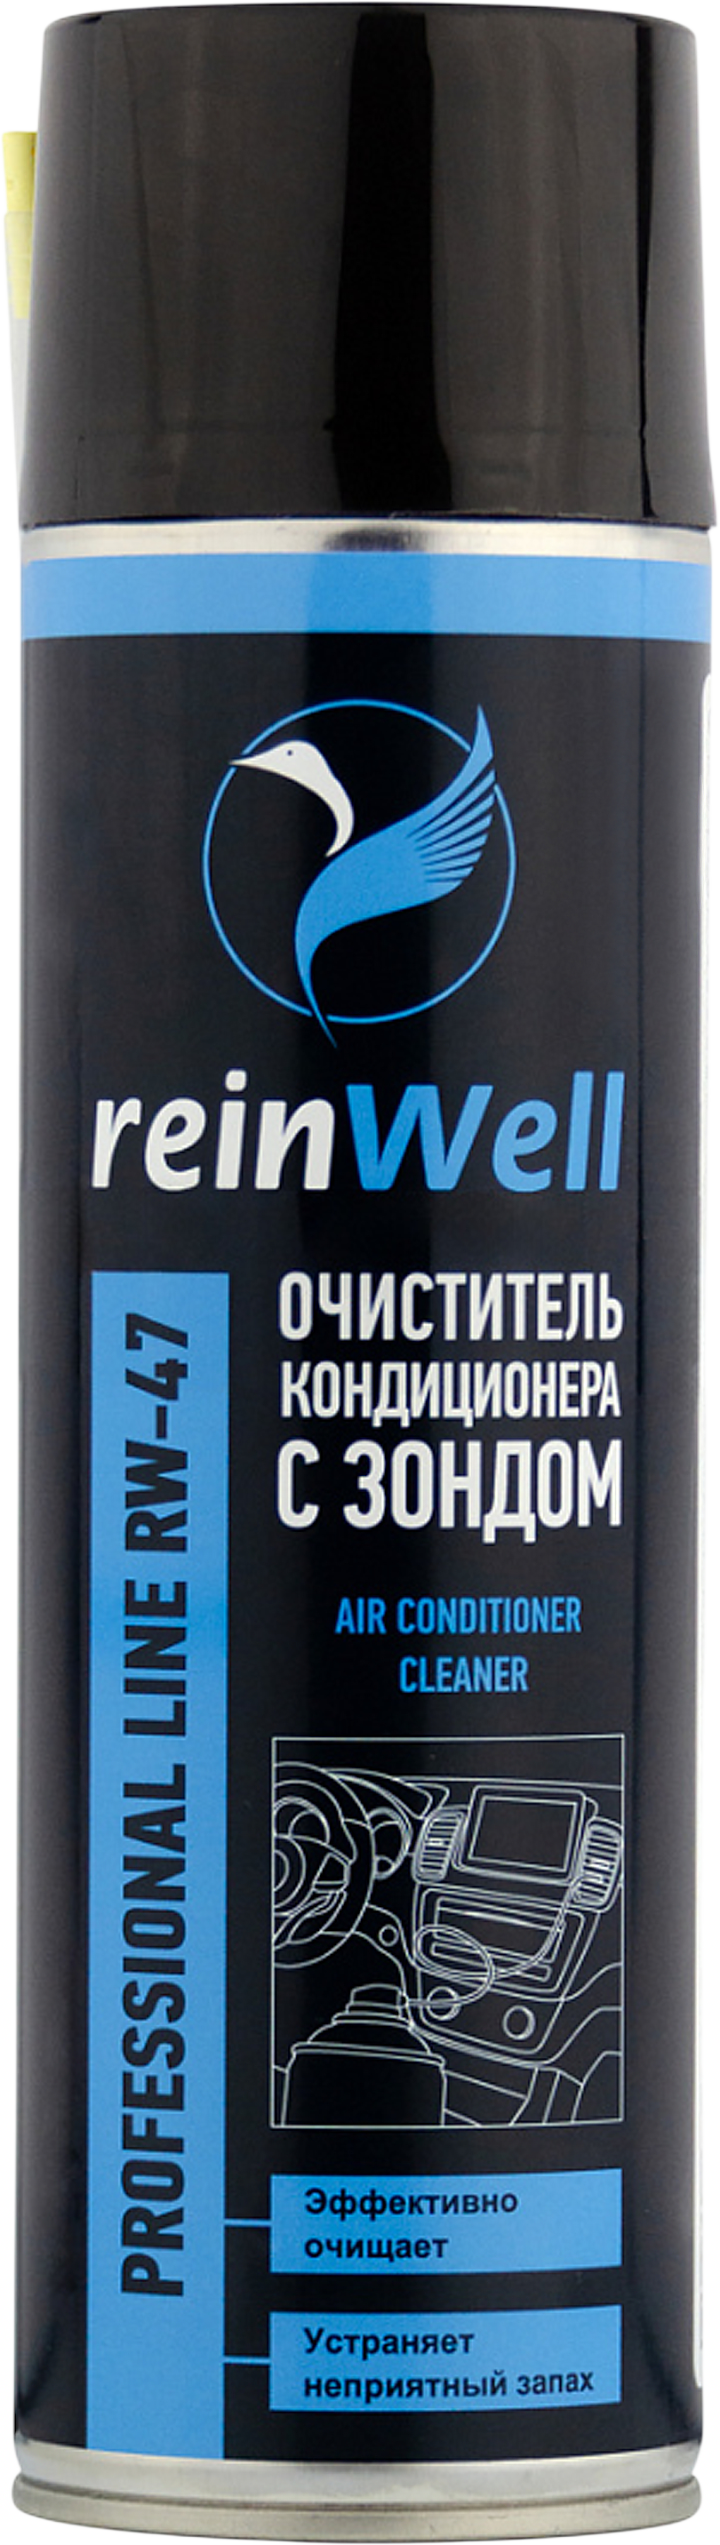 reinWell
PROFESSIONAL LINE RW-47
ОЧИСТИТЕЛЬ
КОНДИЦИОНЕРА
С ЗОНДОМ
AIR CONDITIONER
CLEANER
Эффективно
очищает
Устраняет
неприятный запах